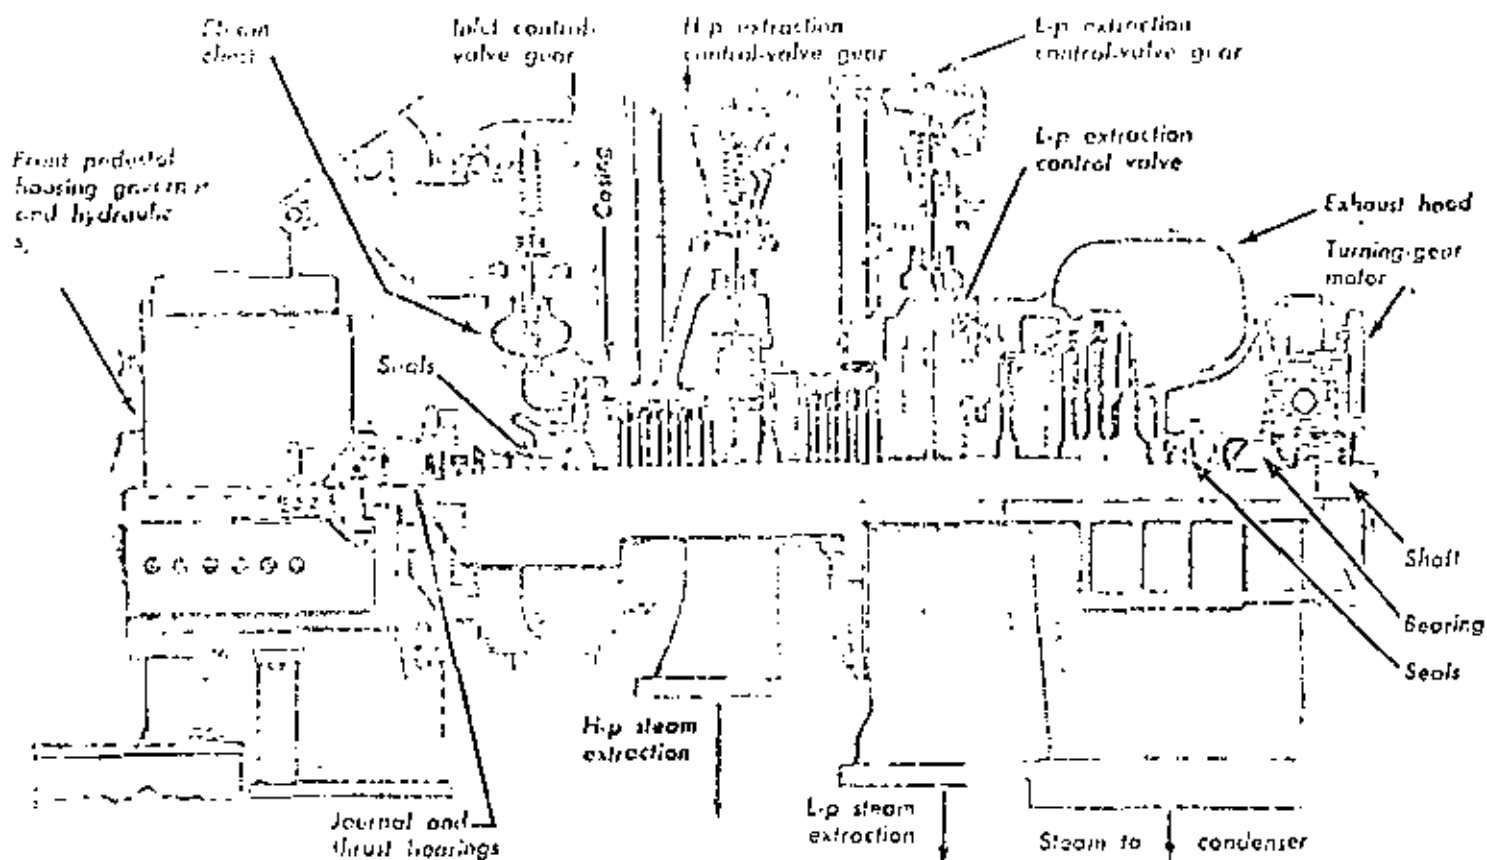 Steam
chest
Inlet control-
valve gear
H-p extraction
control-valve gear
L-p extraction
control-valve gear
L-p extraction
control valve
Front pedestal
housing governor
and hydraulic
Casing
Exhaust hood
Turning-gear
motor
Seals
Shaft
Bearing
Seals
H-p steam
extraction
Journal and
thrust bearings
L-p steam
extraction
Steam to condenser